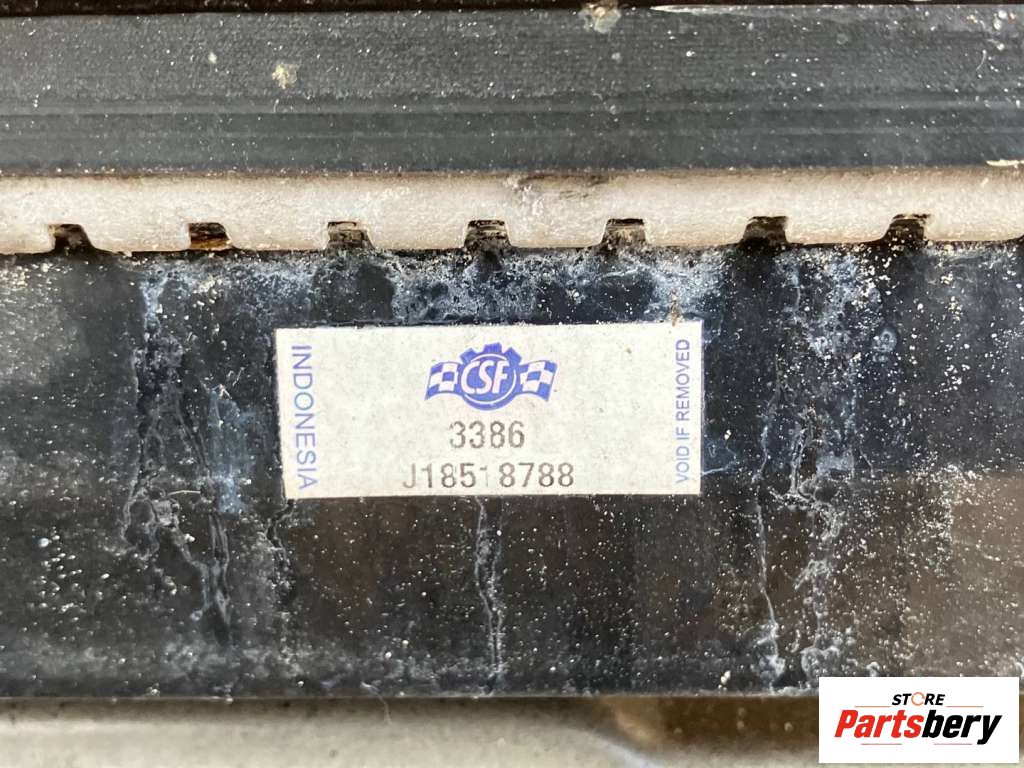 INDONESIA
CSF
3386
J18518788
VOID IF REMOVED
STORE
Partsbery